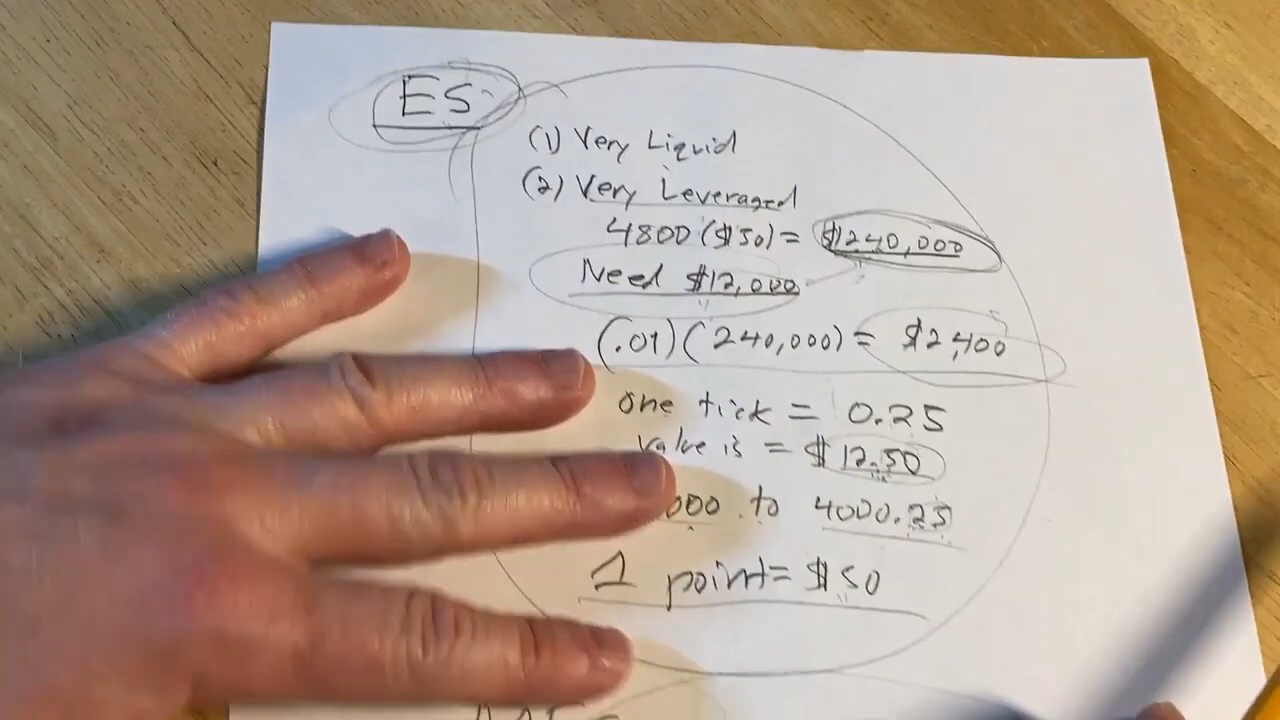 ES
(1) Very Liquid
(2) Very Leveraged
4800 ($50) = $240,000
Need $12,000
(.01)(240,000) = $2,400
one tick = 0.25
value is = $12.50
000 to 4000.25
1 point = $50